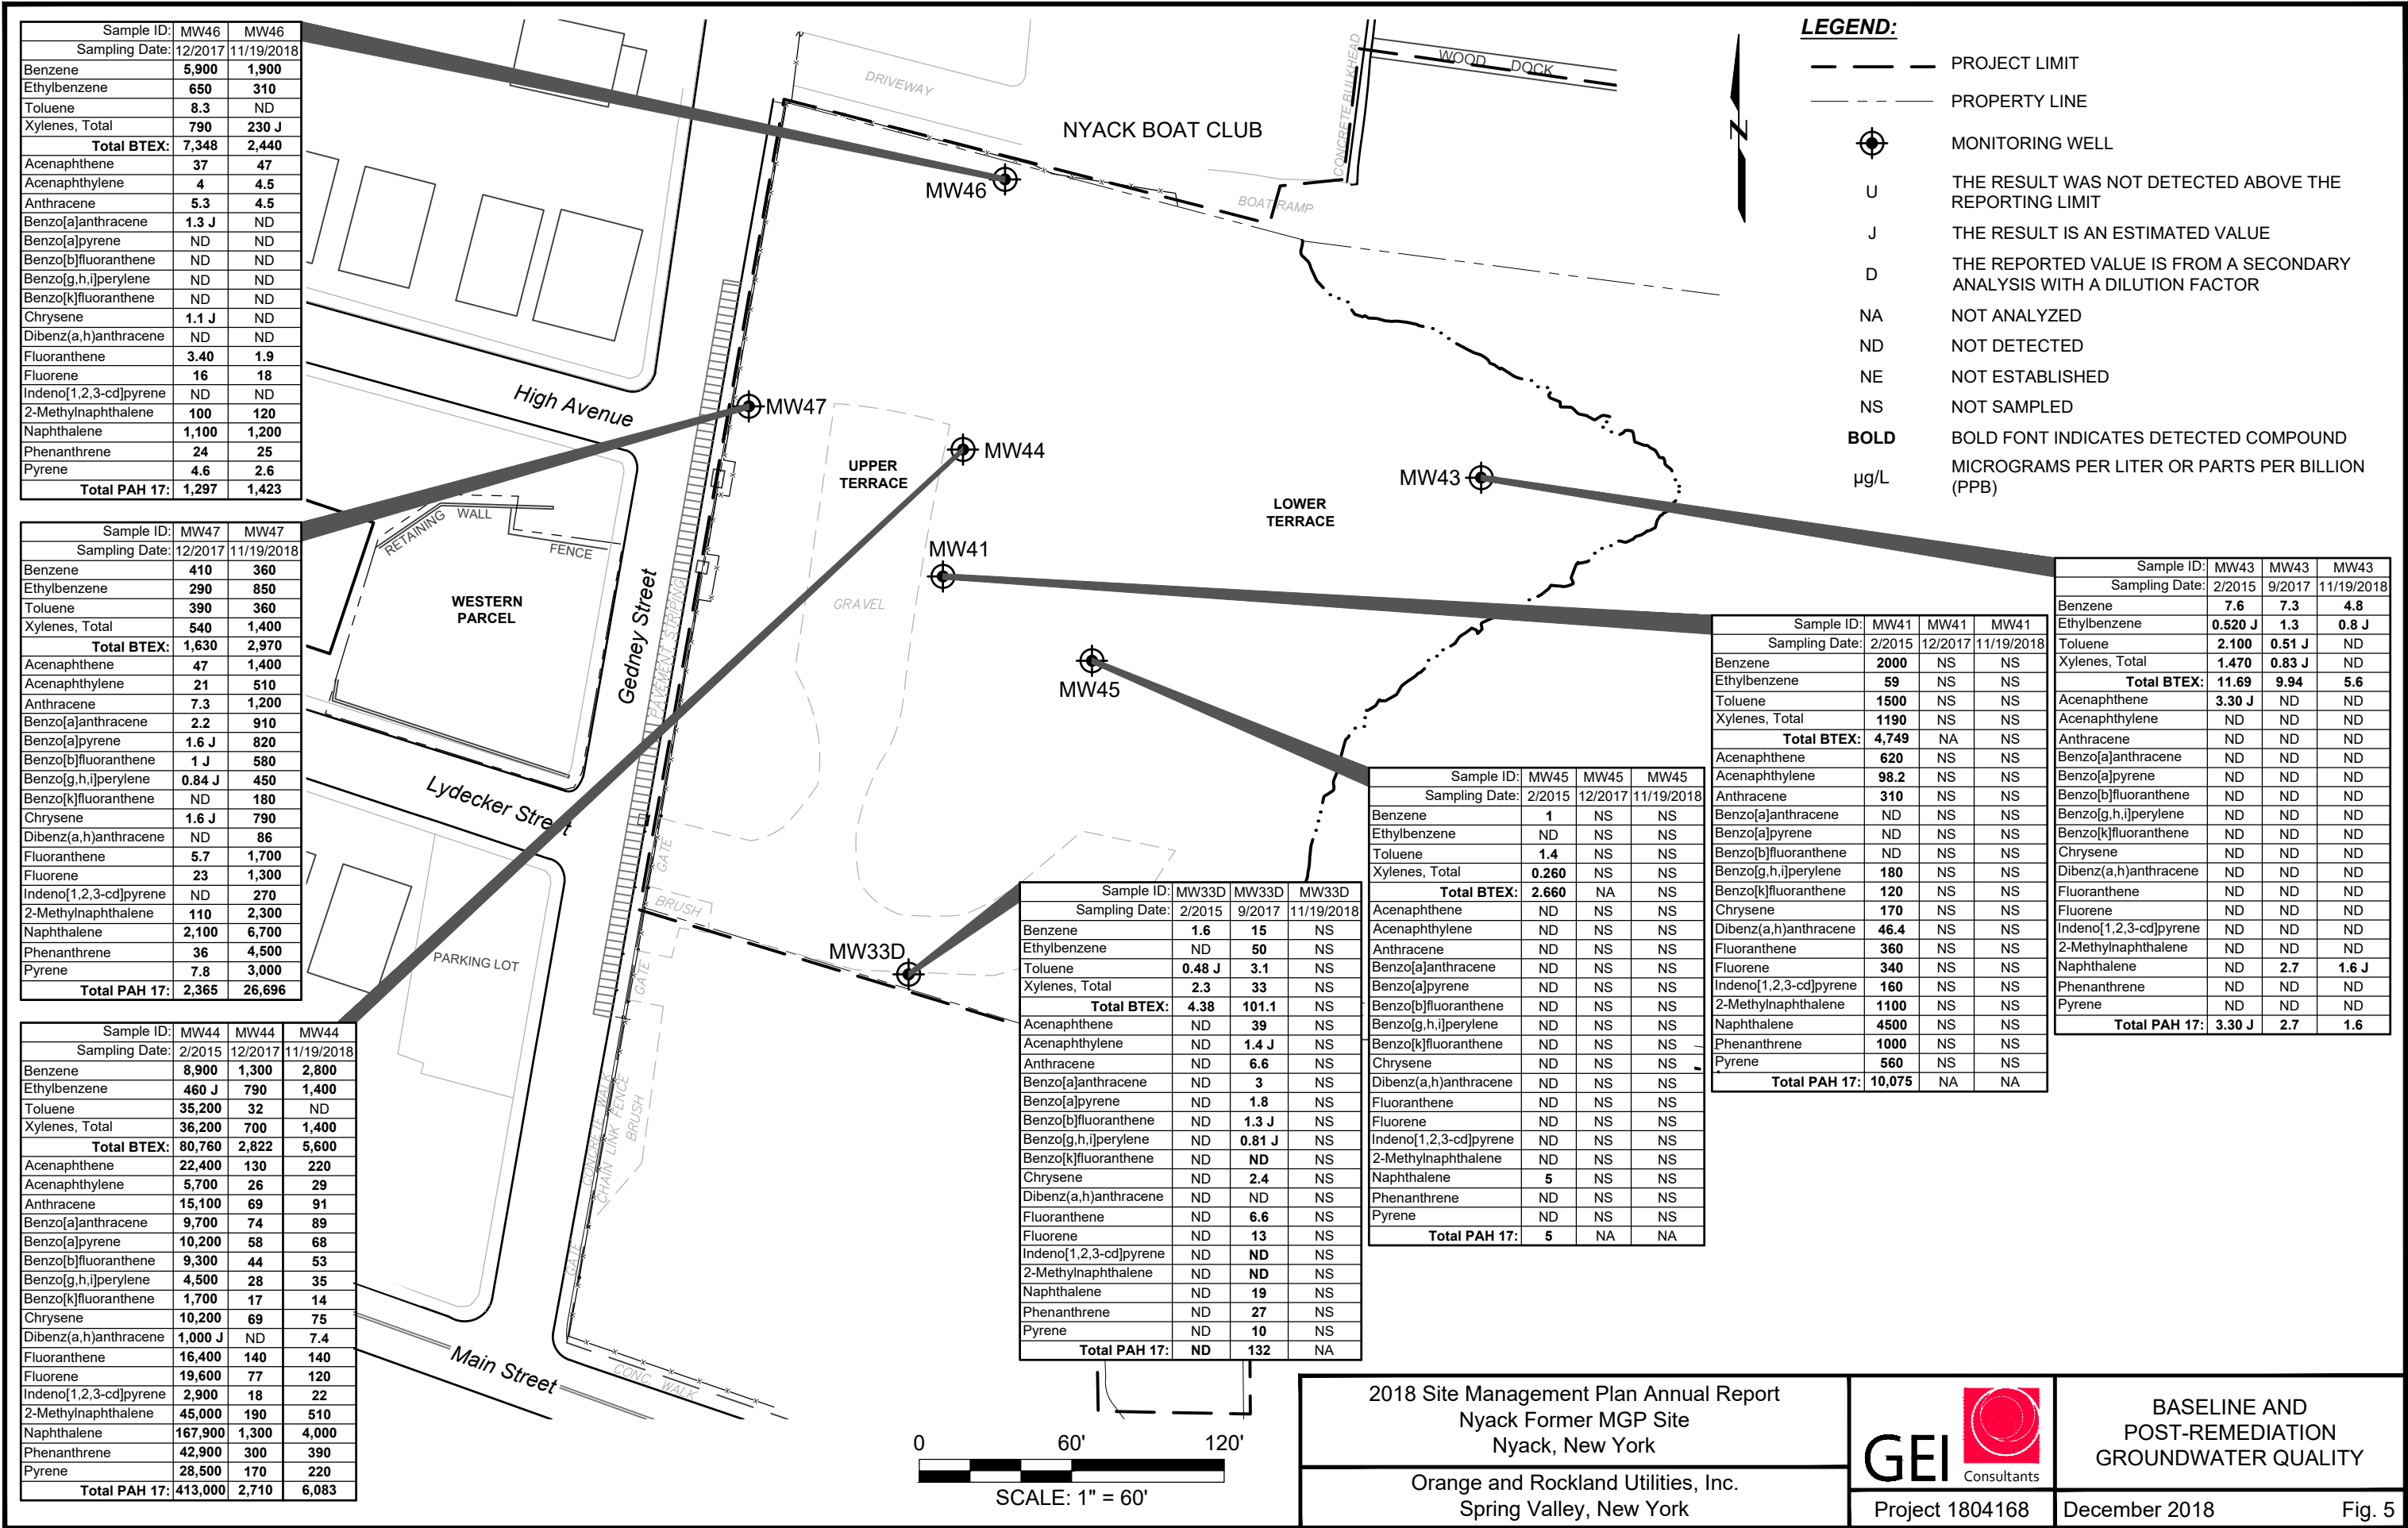 Sample ID: MW46 MW46
Sampling Date: 12/2017 11/19/2018
Benzene 5,900 1,900
Ethylbenzene 650 310
Toluene 8.3 ND
Xylenes, Total 790 230 J
Total BTEX: 7,348 2,440
Acenaphthene 37 47
Acenaphthylene 4 4.5
Anthracene 5.3 4.5
Benzo[a]anthracene 1.3 J ND
Benzo[a]pyrene ND ND
Benzo[b]fluoranthene ND ND
Benzo[g,h,i]perylene ND ND
Benzo[k]fluoranthene ND ND
Chrysene 1.1 J ND
Dibenz(a,h)anthracene ND ND
Fluoranthene 3.40 1.9
Fluorene 16 18
Indeno[1,2,3-cd]pyrene ND ND
2-Methylnaphthalene 100 120
Naphthalene 1,100 1,200
Phenanthrene 24 25
Pyrene 4.6 2.6
Total PAH 17: 1,297 1,423
Sample ID: MW47 MW47
Sampling Date: 12/2017 11/19/2018
Benzene 410 360
Ethylbenzene 290 850
Toluene 390 360
Xylenes, Total 540 1,400
Total BTEX: 1,630 2,970
Acenaphthene 47 1,400
Acenaphthylene 21 510
Anthracene 7.3 1,200
Benzo[a]anthracene 2.2 910
Benzo[a]pyrene 1.6 J 820
Benzo[b]fluoranthene 1 J 580
Benzo[g,h,i]perylene 0.84 J 450
Benzo[k]fluoranthene ND 180
Chrysene 1.6 J 790
Dibenz(a,h)anthracene ND 86
Fluoranthene 5.7 1,700
Fluorene 23 1,300
Indeno[1,2,3-cd]pyrene ND 270
2-Methylnaphthalene 110 2,300
Naphthalene 2,100 6,700
Phenanthrene 36 4,500
Pyrene 7.8 3,000
Total PAH 17: 2,365 26,696
Sample ID: MW44 MW44 MW44
Sampling Date: 2/2015 12/2017 11/19/2018
Benzene 8,900 1,300 2,800
Ethylbenzene 460 J 790 1,400
Toluene 35,200 32 ND
Xylenes, Total 36,200 700 1,400
Total BTEX: 80,760 2,822 5,600
Acenaphthene 22,400 130 220
Acenaphthylene 5,700 26 29
Anthracene 15,100 69 91
Benzo[a]anthracene 9,700 74 89
Benzo[a]pyrene 10,200 58 68
Benzo[b]fluoranthene 9,300 44 53
Benzo[g,h,i]perylene 4,500 28 35
Benzo[k]fluoranthene 1,700 17 14
Chrysene 10,200 69 75
Dibenz(a,h)anthracene 1,000 J ND 7.4
Fluoranthene 16,400 140 140
Fluorene 19,600 77 120
Indeno[1,2,3-cd]pyrene 2,900 18 22
2-Methylnaphthalene 45,000 190 510
Naphthalene 167,900 1,300 4,000
Phenanthrene 42,900 300 390
Pyrene 28,500 170 220
Total PAH 17: 413,000 2,710 6,083
DRIVEWAY
NYACK BOAT CLUB
CONCRETE BULKHEAD
WOOD DOCK
BOAT RAMP
N
MW46
High Avenue
MW47
MW44
UPPER
TERRACE
MW43
LOWER
TERRACE
RETAINING WALL
FENCE
WESTERN
PARCEL
Gedney Street
PAVEMENT STRIPING
GRAVEL
MW41
MW45
Lydecker Street
GATE
BRUSH
MW33D
PARKING LOT
GATE
CONCRETE WALK
CHAIN LINK FENCE
BRUSH
GATE
Main Street
CONC. WALK
LEGEND:
PROJECT LIMIT
PROPERTY LINE
MONITORING WELL
U THE RESULT WAS NOT DETECTED ABOVE THE
REPORTING LIMIT
J THE RESULT IS AN ESTIMATED VALUE
D THE REPORTED VALUE IS FROM A SECONDARY
ANALYSIS WITH A DILUTION FACTOR
NA NOT ANALYZED
ND NOT DETECTED
NE NOT ESTABLISHED
NS NOT SAMPLED
BOLD BOLD FONT INDICATES DETECTED COMPOUND
µg/L MICROGRAMS PER LITER OR PARTS PER BILLION
(PPB)
Sample ID: MW33D MW33D MW33D
Sampling Date: 2/2015 9/2017 11/19/2018
Benzene 1.6 15 NS
Ethylbenzene ND 50 NS
Toluene 0.48 J 3.1 NS
Xylenes, Total 2.3 33 NS
Total BTEX: 4.38 101.1 NS
Acenaphthene ND 39 NS
Acenaphthylene ND 1.4 J NS
Anthracene ND 6.6 NS
Benzo[a]anthracene ND 3 NS
Benzo[a]pyrene ND 1.8 NS
Benzo[b]fluoranthene ND 1.3 J NS
Benzo[g,h,i]perylene ND 0.81 J NS
Benzo[k]fluoranthene ND ND NS
Chrysene ND 2.4 NS
Dibenz(a,h)anthracene ND ND NS
Fluoranthene ND 6.6 NS
Fluorene ND 13 NS
Indeno[1,2,3-cd]pyrene ND ND NS
2-Methylnaphthalene ND ND NS
Naphthalene ND 19 NS
Phenanthrene ND 27 NS
Pyrene ND 10 NS
Total PAH 17: ND 132 NA
Sample ID: MW45 MW45 MW45
Sampling Date: 2/2015 12/2017 11/19/2018
Benzene 1 NS NS
Ethylbenzene ND NS NS
Toluene 1.4 NS NS
Xylenes, Total 0.260 NS NS
Total BTEX: 2.660 NA NS
Acenaphthene ND NS NS
Acenaphthylene ND NS NS
Anthracene ND NS NS
Benzo[a]anthracene ND NS NS
Benzo[a]pyrene ND NS NS
Benzo[b]fluoranthene ND NS NS
Benzo[g,h,i]perylene ND NS NS
Benzo[k]fluoranthene ND NS NS
Chrysene ND NS NS
Dibenz(a,h)anthracene ND NS NS
Fluoranthene ND NS NS
Fluorene ND NS NS
Indeno[1,2,3-cd]pyrene ND NS NS
2-Methylnaphthalene ND NS NS
Naphthalene 5 NS NS
Phenanthrene ND NS NS
Pyrene ND NS NS
Total PAH 17: 5 NA NA
Sample ID: MW41 MW41 MW41
Sampling Date: 2/2015 12/2017 11/19/2018
Benzene 2000 NS NS
Ethylbenzene 59 NS NS
Toluene 1500 NS NS
Xylenes, Total 1190 NS NS
Total BTEX: 4,749 NA NS
Acenaphthene 620 NS NS
Acenaphthylene 98.2 NS NS
Anthracene 310 NS NS
Benzo[a]anthracene ND NS NS
Benzo[a]pyrene ND NS NS
Benzo[b]fluoranthene ND NS NS
Benzo[g,h,i]perylene 180 NS NS
Benzo[k]fluoranthene 120 NS NS
Chrysene 170 NS NS
Dibenz(a,h)anthracene 46.4 NS NS
Fluoranthene 360 NS NS
Fluorene 340 NS NS
Indeno[1,2,3-cd]pyrene 160 NS NS
2-Methylnaphthalene 1100 NS NS
Naphthalene 4500 NS NS
Phenanthrene 1000 NS NS
Pyrene 560 NS NS
Total PAH 17: 10,075 NA NA
Sample ID: MW43 MW43 MW43
Sampling Date: 2/2015 9/2017 11/19/2018
Benzene 7.6 7.3 4.8
Ethylbenzene 0.520 J 1.3 0.8 J
Toluene 2.100 0.51 J ND
Xylenes, Total 1.470 0.83 J ND
Total BTEX: 11.69 9.94 5.6
Acenaphthene 3.30 J ND ND
Acenaphthylene ND ND ND
Anthracene ND ND ND
Benzo[a]anthracene ND ND ND
Benzo[a]pyrene ND ND ND
Benzo[b]fluoranthene ND ND ND
Benzo[g,h,i]perylene ND ND ND
Benzo[k]fluoranthene ND ND ND
Chrysene ND ND ND
Dibenz(a,h)anthracene ND ND ND
Fluoranthene ND ND ND
Fluorene ND ND ND
Indeno[1,2,3-cd]pyrene ND ND ND
2-Methylnaphthalene ND ND ND
Naphthalene ND 2.7 1.6 J
Phenanthrene ND ND ND
Pyrene ND ND ND
Total PAH 17: 3.30 J 2.7 1.6
0 60' 120'
SCALE: 1" = 60'
2018 Site Management Plan Annual Report
Nyack Former MGP Site
Nyack, New York
Orange and Rockland Utilities, Inc.
Spring Valley, New York
GEI Consultants
Project 1804168
BASELINE AND
POST-REMEDIATION
GROUNDWATER QUALITY
December 2018 Fig. 5